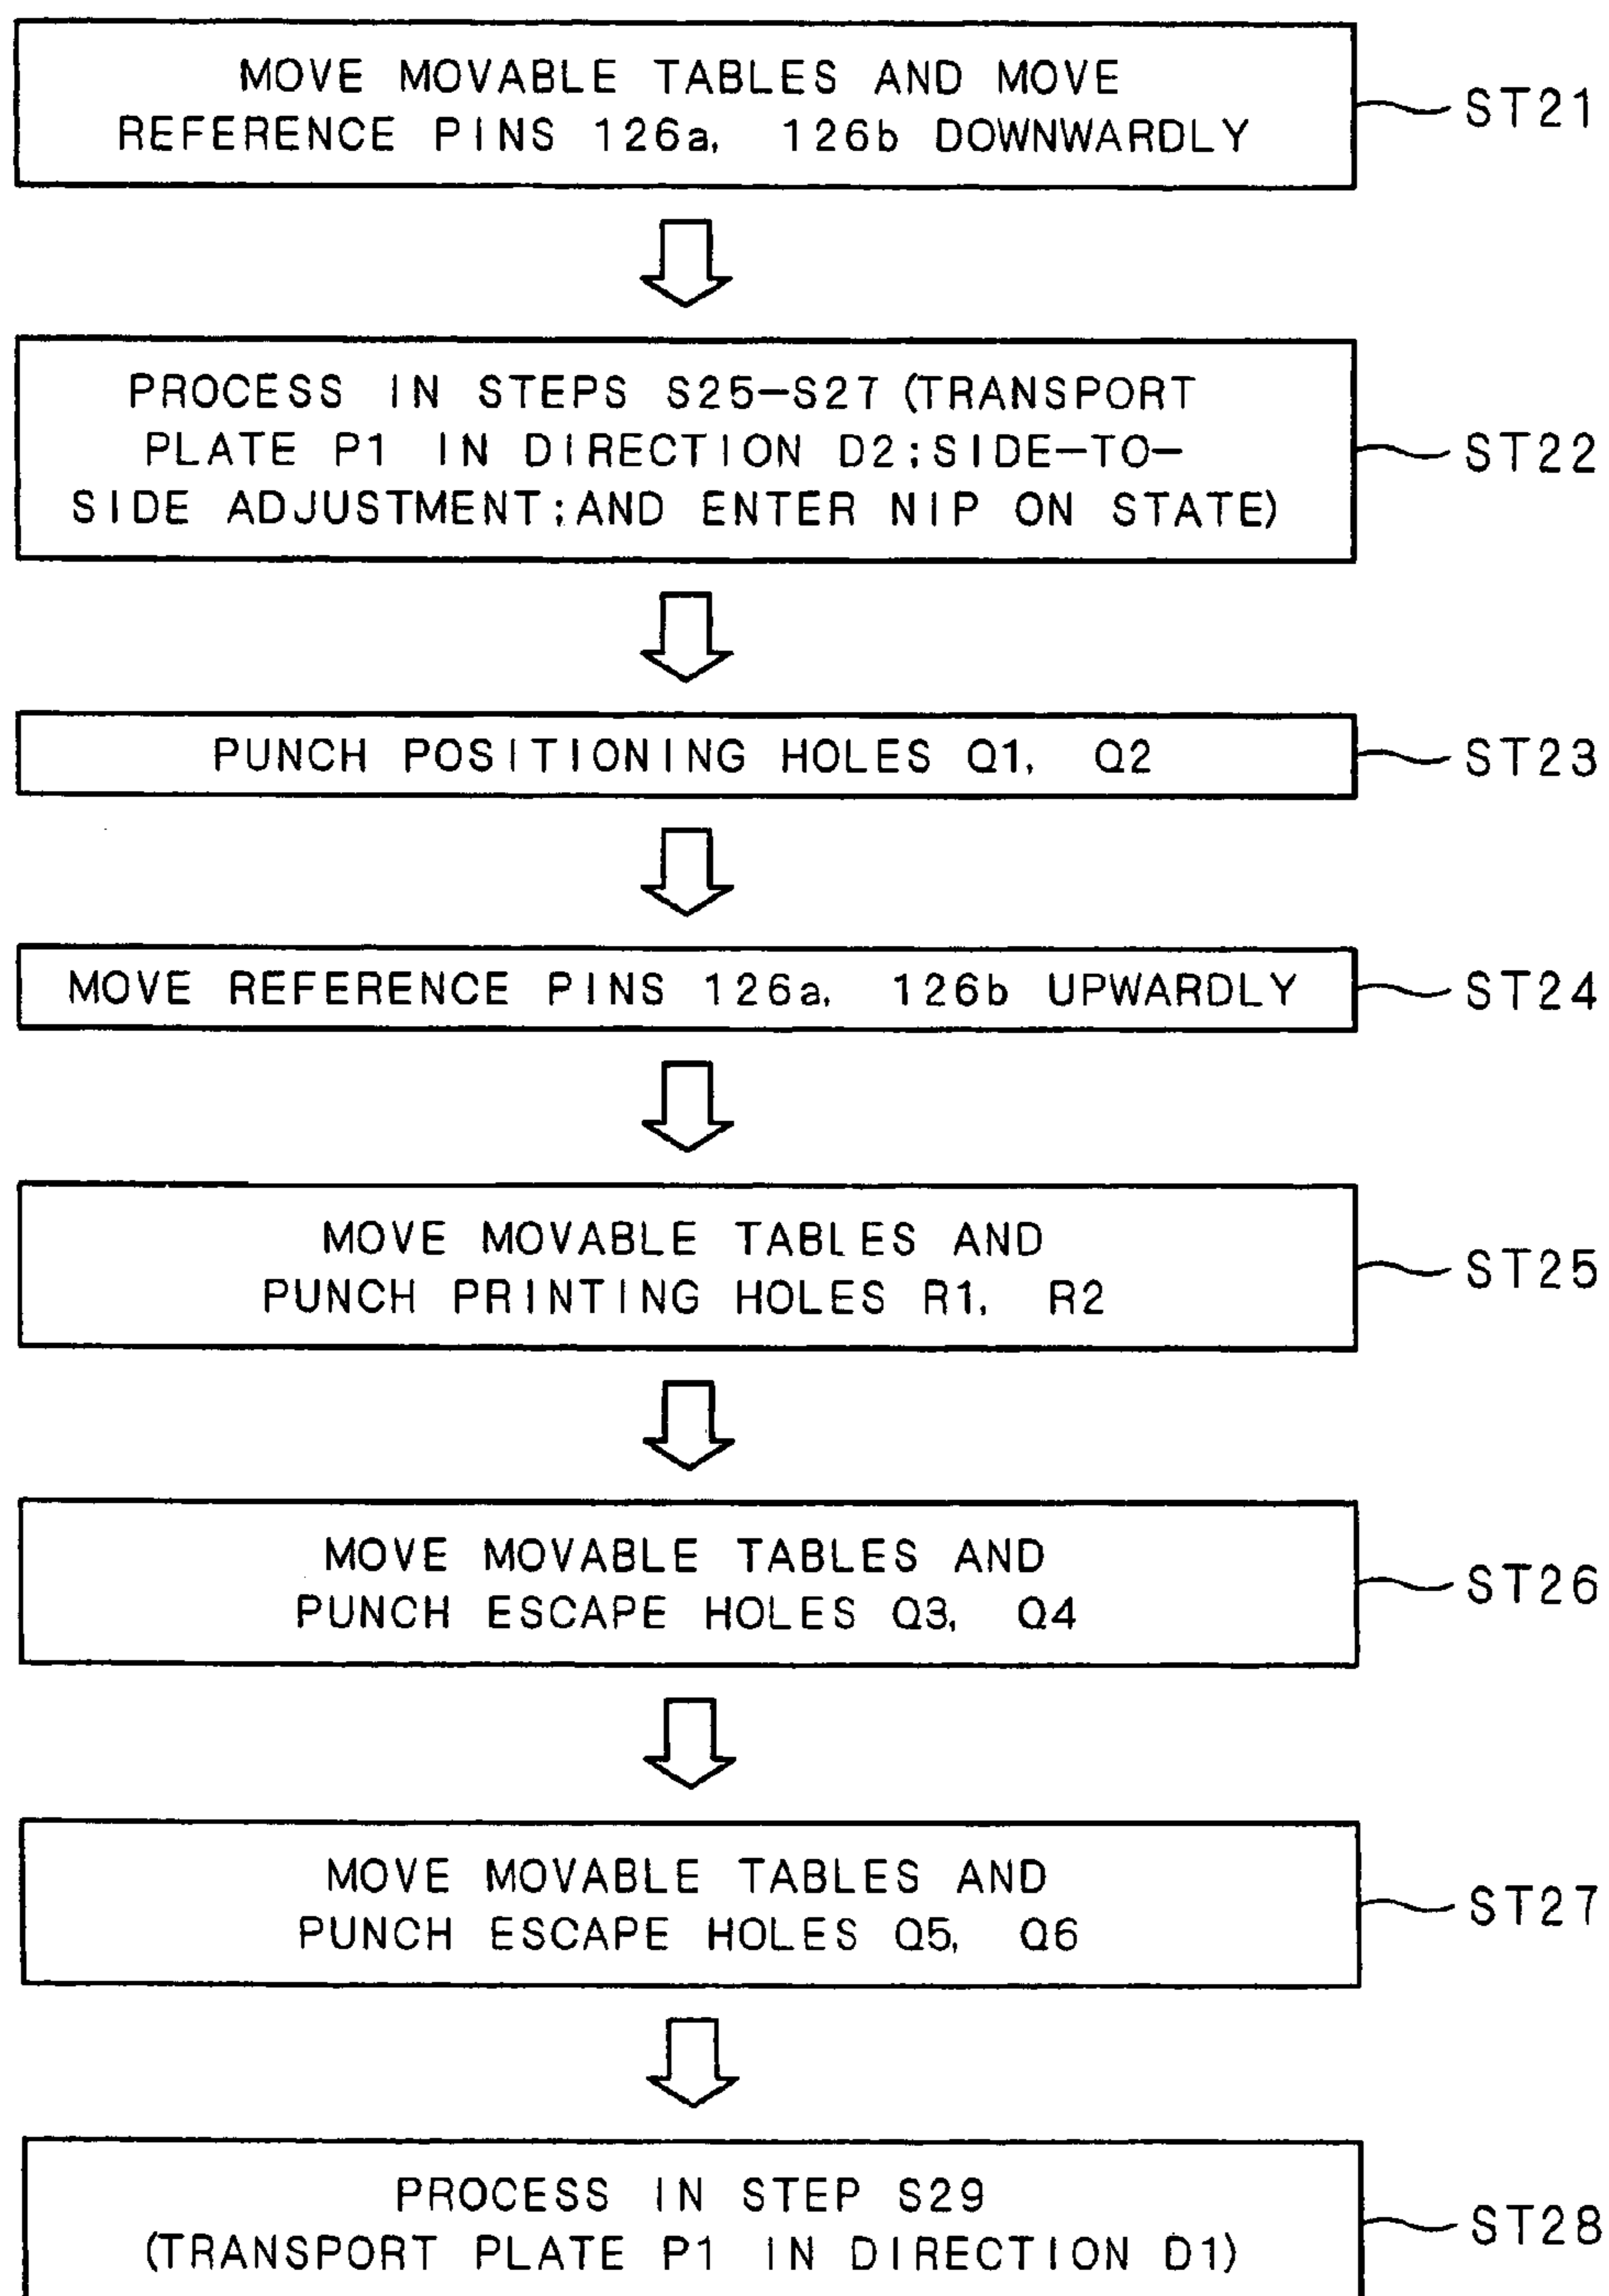 MOVE MOVABLE TABLES AND MOVE
REFERENCE PINS 126a, 126b DOWNWARDLY
ST21
PROCESS IN STEPS S25-S27 (TRANSPORT
PLATE P1 IN DIRECTION D2;SIDE-TO-
SIDE ADJUSTMENT;AND ENTER NIP ON STATE)
ST22
PUNCH POSITIONING HOLES Q1, Q2
ST23
MOVE REFERENCE PINS 126a, 126b UPWARDLY
ST24
MOVE MOVABLE TABLES AND
PUNCH PRINTING HOLES R1, R2
ST25
MOVE MOVABLE TABLES AND
PUNCH ESCAPE HOLES Q3, Q4
ST26
MOVE MOVABLE TABLES AND
PUNCH ESCAPE HOLES Q5, Q6
ST27
PROCESS IN STEP S29
(TRANSPORT PLATE P1 IN DIRECTION D1)
ST28